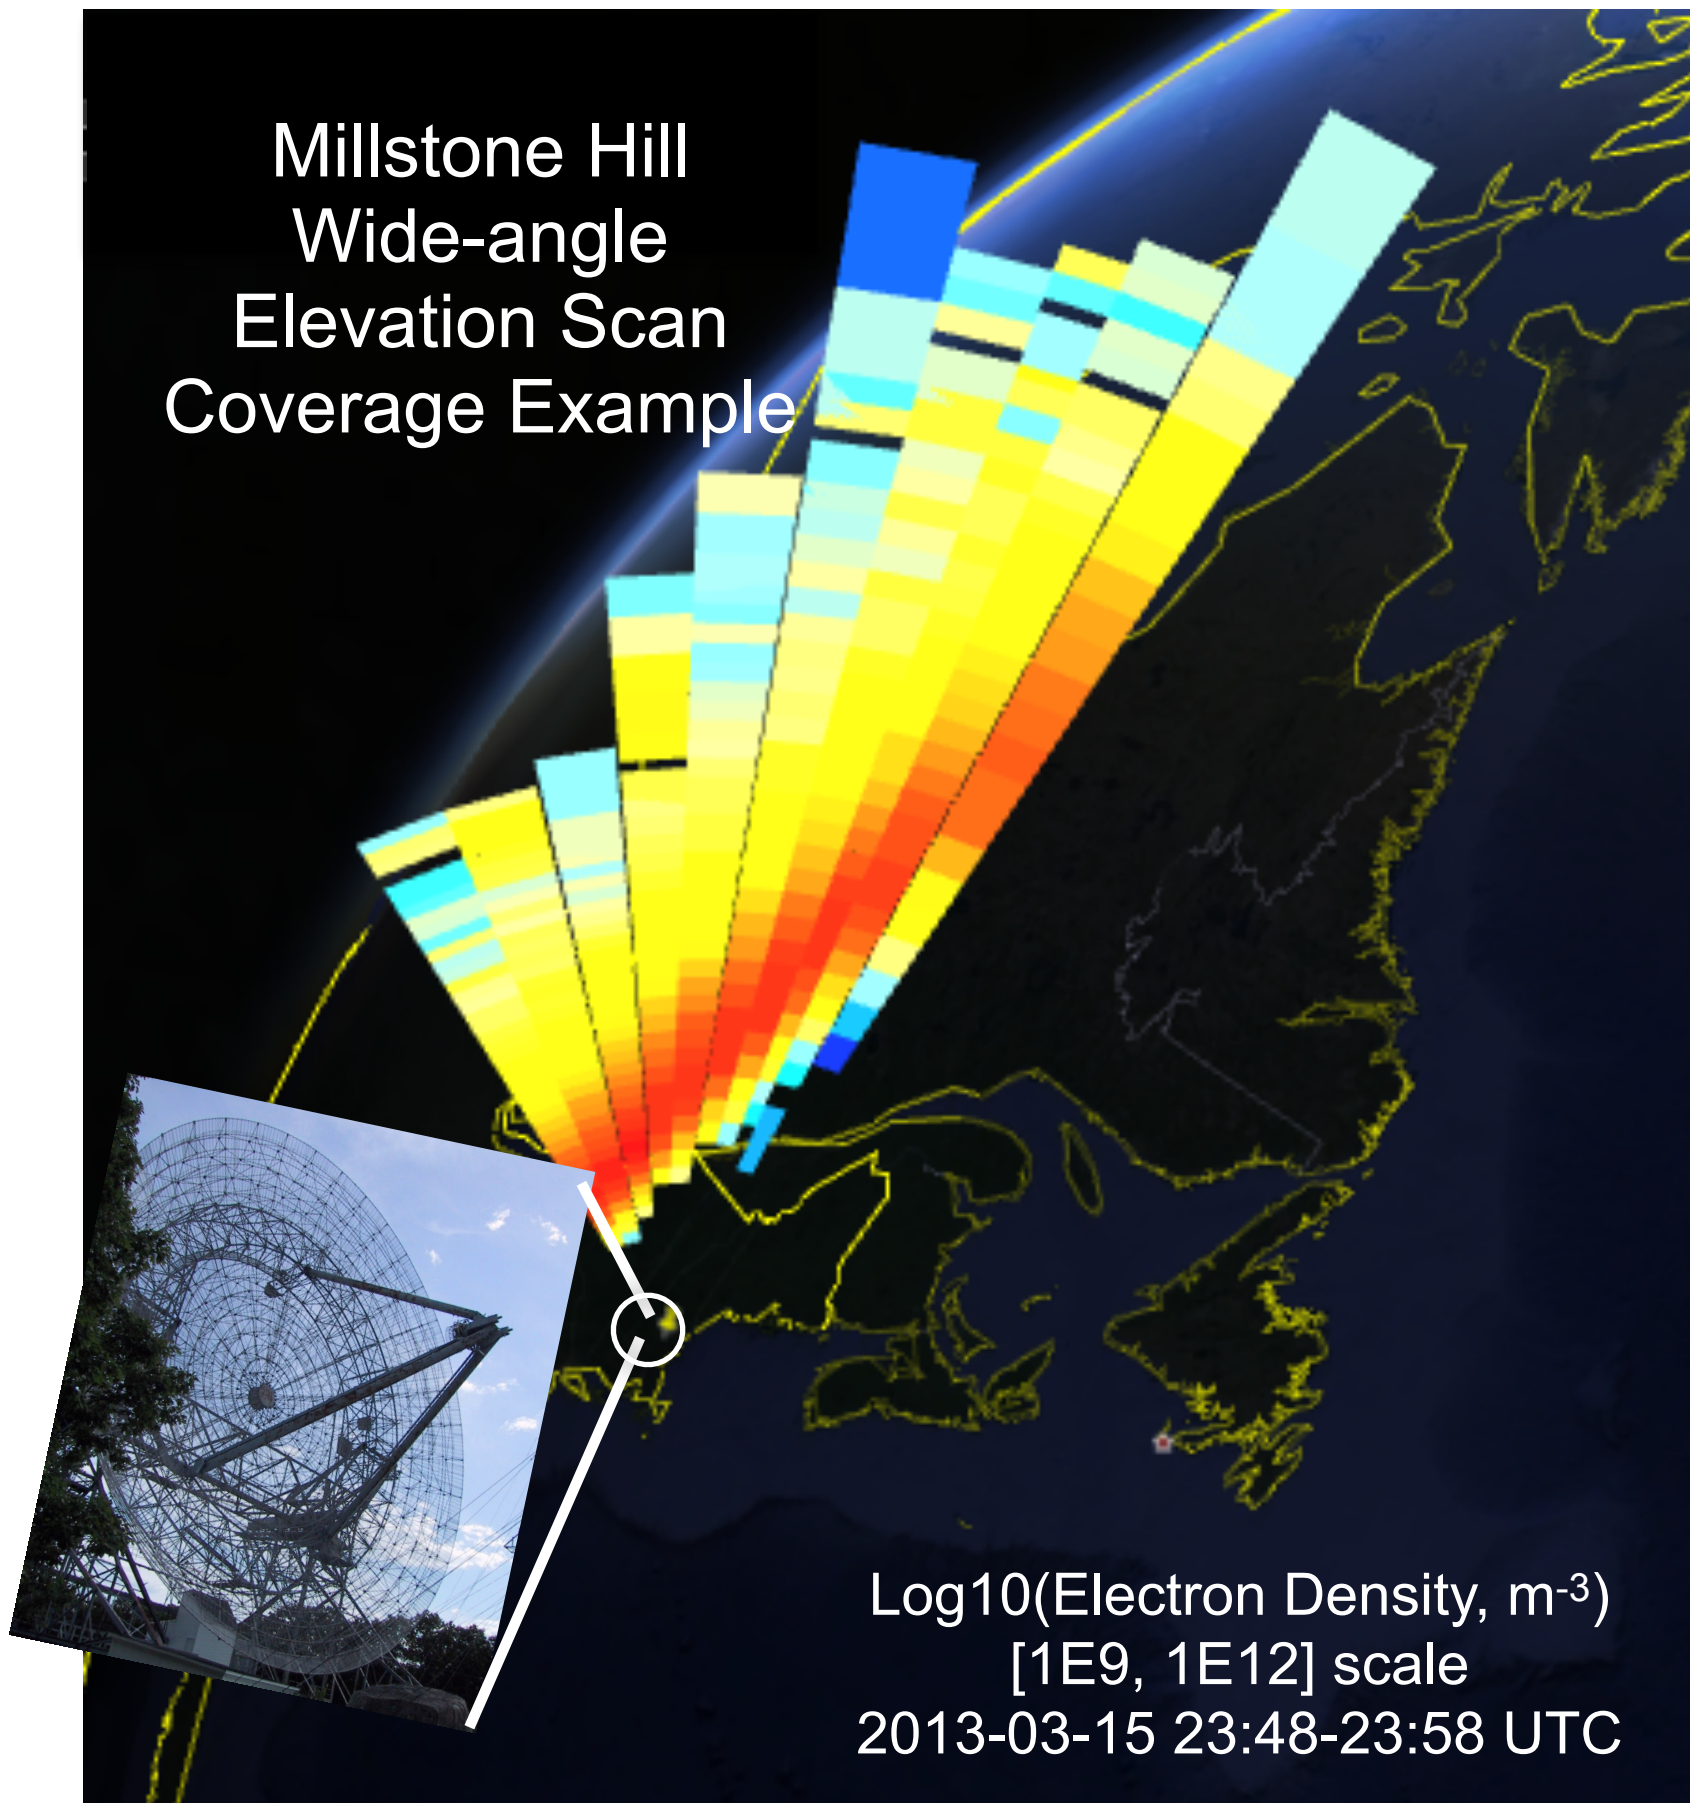 Millstone Hill
Wide-angle
Elevation Scan
Coverage Example
Log10(Electron Density, m-3)
[1E9, 1E12] scale
2013-03-15 23:48-23:58 UTC